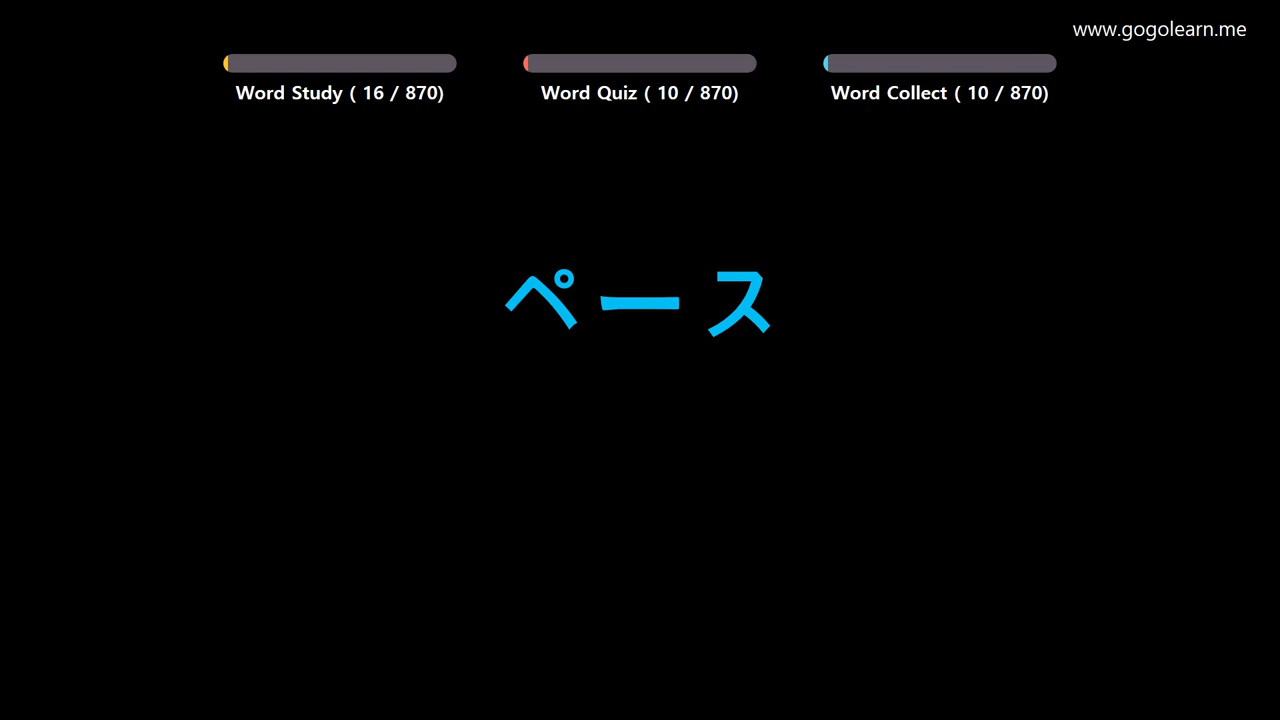 www.gogolearn.me
Word Study ( 16 / 870)
Word Quiz ( 10 / 870)
Word Collect ( 10 / 870)
ペース